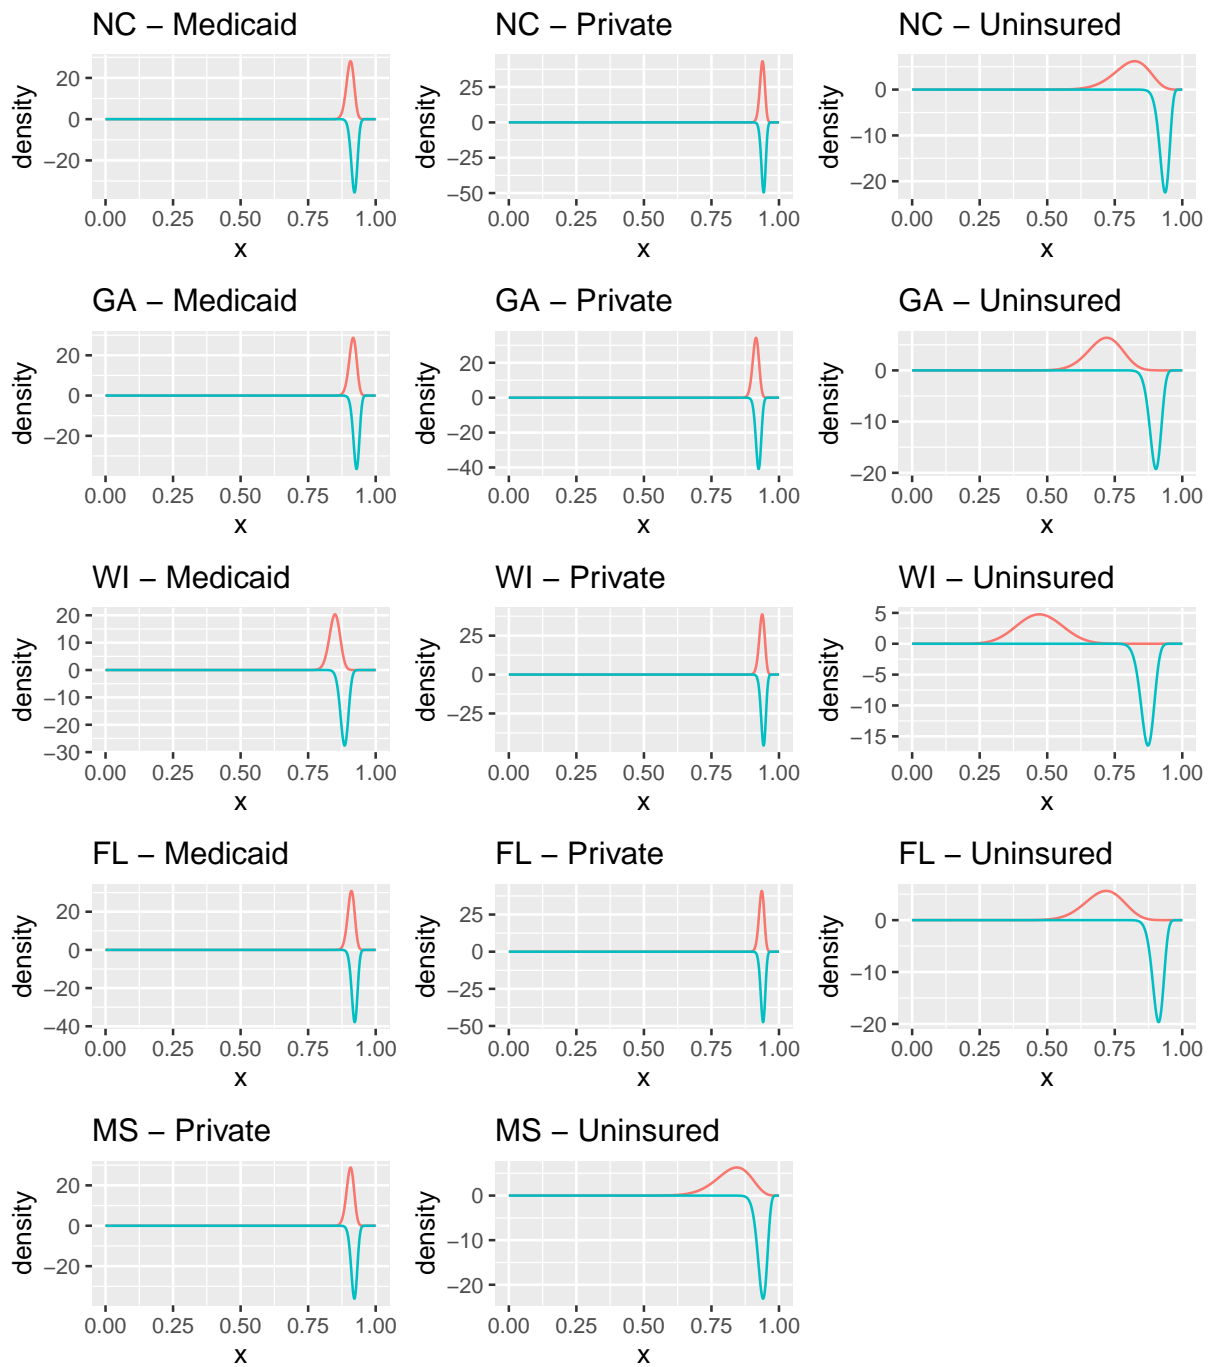 NC – Medicaid
density
20
0
−20
0.00 0.25 0.50 0.75 1.00
x
NC – Private
density
25
0
−25
−50
0.00 0.25 0.50 0.75 1.00
x
NC – Uninsured
density
0
−10
−20
0.00 0.25 0.50 0.75 1.00
x
GA – Medicaid
density
20
0
−20
0.00 0.25 0.50 0.75 1.00
x
GA – Private
density
20
0
−20
−40
0.00 0.25 0.50 0.75 1.00
x
GA – Uninsured
density
0
−10
−20
0.00 0.25 0.50 0.75 1.00
x
WI – Medicaid
density
20
10
0
−10
−20
−30
0.00 0.25 0.50 0.75 1.00
x
WI – Private
density
25
0
−25
0.00 0.25 0.50 0.75 1.00
x
WI – Uninsured
density
5
0
−5
−10
−15
0.00 0.25 0.50 0.75 1.00
x
FL – Medicaid
density
20
0
−20
−40
0.00 0.25 0.50 0.75 1.00
x
FL – Private
density
25
0
−25
−50
0.00 0.25 0.50 0.75 1.00
x
FL – Uninsured
density
0
−10
−20
0.00 0.25 0.50 0.75 1.00
x
MS – Private
density
20
0
−20
0.00 0.25 0.50 0.75 1.00
x
MS – Uninsured
density
0
−10
−20
0.00 0.25 0.50 0.75 1.00
x